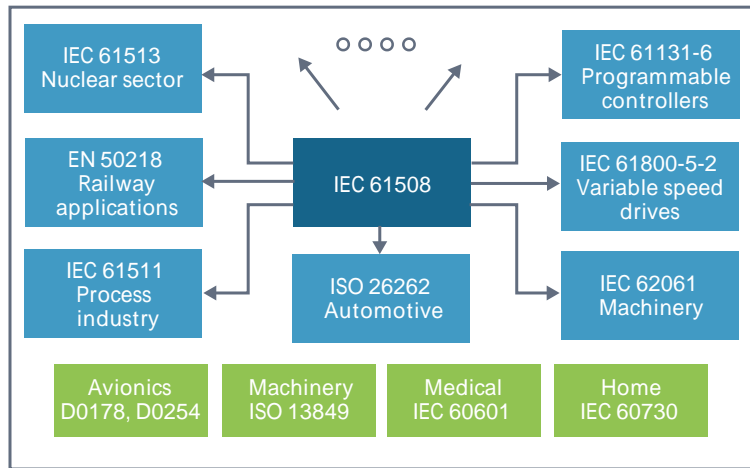 IEC 61513
Nuclear sector
IEC 61131-6
Programmable
controllers
EN 50218
Railway
applications
IEC 61508
IEC 61800-5-2
Variable speed
drives
IEC 61511
Process
industry
ISO 26262
Automotive
IEC 62061
Machinery
Avionics
D0178, D0254
Machinery
ISO 13849
Medical
IEC 60601
Home
IEC 60730